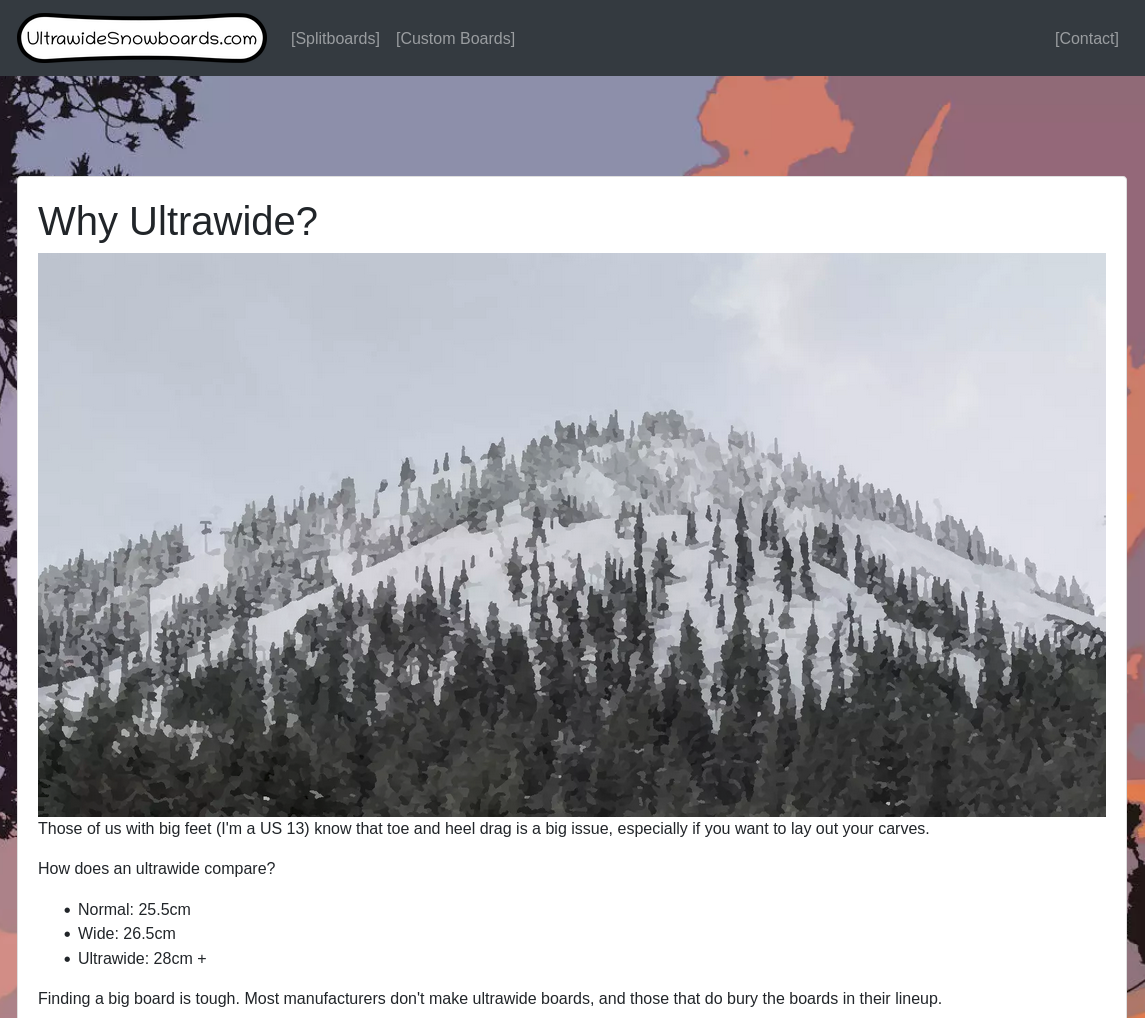 UltrawideSnowboards.com [Splitboards] [Custom Boards] [Contact]
Why Ultrawide?
Those of us with big feet (I'm a US 13) know that toe and heel drag is a big issue, especially if you want to lay out your carves.
How does an ultrawide compare?
• Normal: 25.5cm
• Wide: 26.5cm
• Ultrawide: 28cm +
Finding a big board is tough. Most manufacturers don't make ultrawide boards, and those that do bury the boards in their lineup.